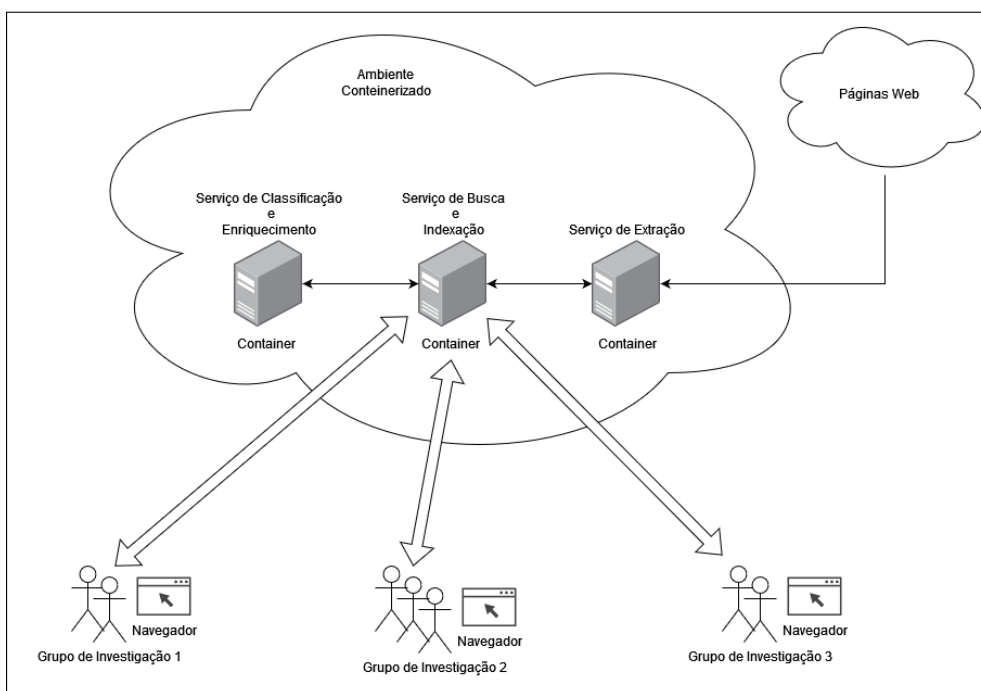 Ambiente
Conteinerizado
Páginas Web
Serviço de Classificação
e
Enriquecimento
Serviço de Busca
e
Indexação
Serviço de Extração
Container
Container
Container
Navegador
Grupo de Investigação 1
Navegador
Grupo de Investigação 2
Navegador
Grupo de Investigação 3